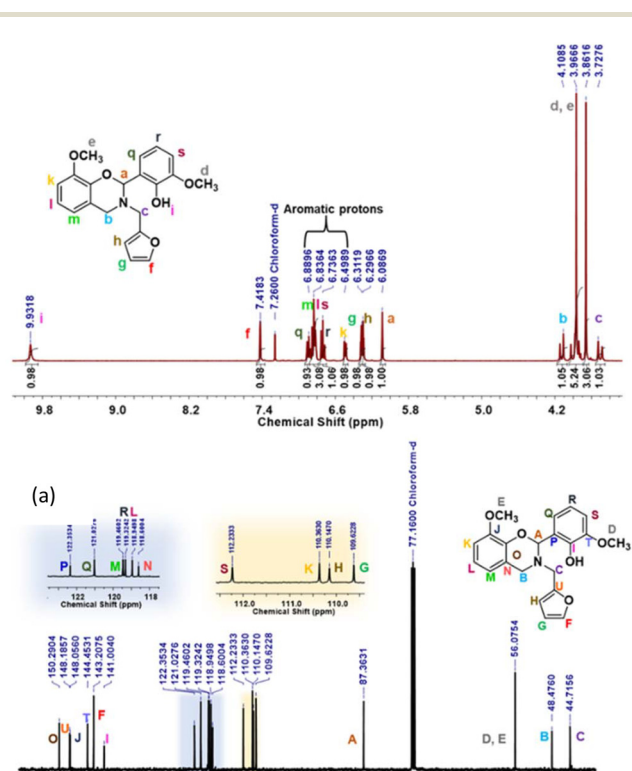 4.1085
3.9666
3.8616
3.7276
d, e
e
OCH₃
r
q
s
a
d
O
OCH₃
k
l
N
OH
i
m
b
C
h
O
g
f
Aromatic protons
9.9318
7.4183
7.2600 Chloroform-d
6.8896
6.8364
6.7363
6.4989
6.3119
6.2966
6.0869
i
f
q
m
l
s
r
k
g
h
a
b
c
0.98
0.98
0.93
3.08
1.06
0.98
0.98
0.98
1.00
1.05
5.24
3.06
1.03
9.8 9.0 7.4 6.6 5.8 5.0 4.2
Chemical Shift (ppm)
(a)
R L
122.3534
119.4602
119.3242
118.9498
118.6004
P Q M N
122 120 119 118
Chemical Shift (ppm)
112.2333
110.3630
110.1470
109.6228
S K H G
112.0 111.0 110.0
Chemical Shift (ppm)
77.1600 Chloroform-d
E
OCH₃
R
J
Q
S
O
A
D
K
P
T
OCH₃
O
I
L
N
N
OH
M
B
C
U
H
O
G
F
150.2904
148.1857
148.0560
144.4531
143.2075
141.0040
122.3534
121.0276
119.4602
119.3242
118.9498
118.6004
112.2333
110.3630
110.1470
109.6228
87.3631
56.0754
48.4760
44.7156
O U J T F I
A
D, E
B
C